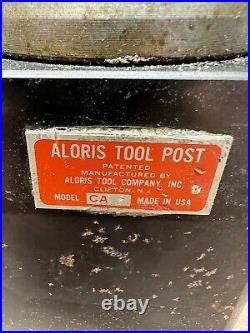 ALORIS TOOL POST
PATENTED
MANUFACTURED BY
ALORIS TOOL COMPANY, INC.
CLIFTON, N.J.
MODEL CA MADE IN USA